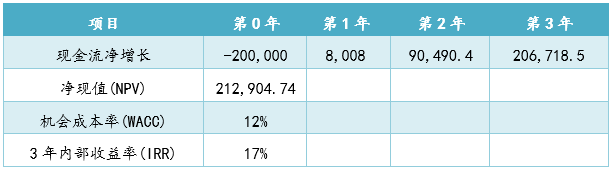 项目 第0年 第1年 第2年 第3年
现金流净增长 -200,000 8,008 90,490.4 206,718.5
净现值(NPV) 212,904.74
机会成本率(WACC) 12%
3年内部收益率(IRR) 17%